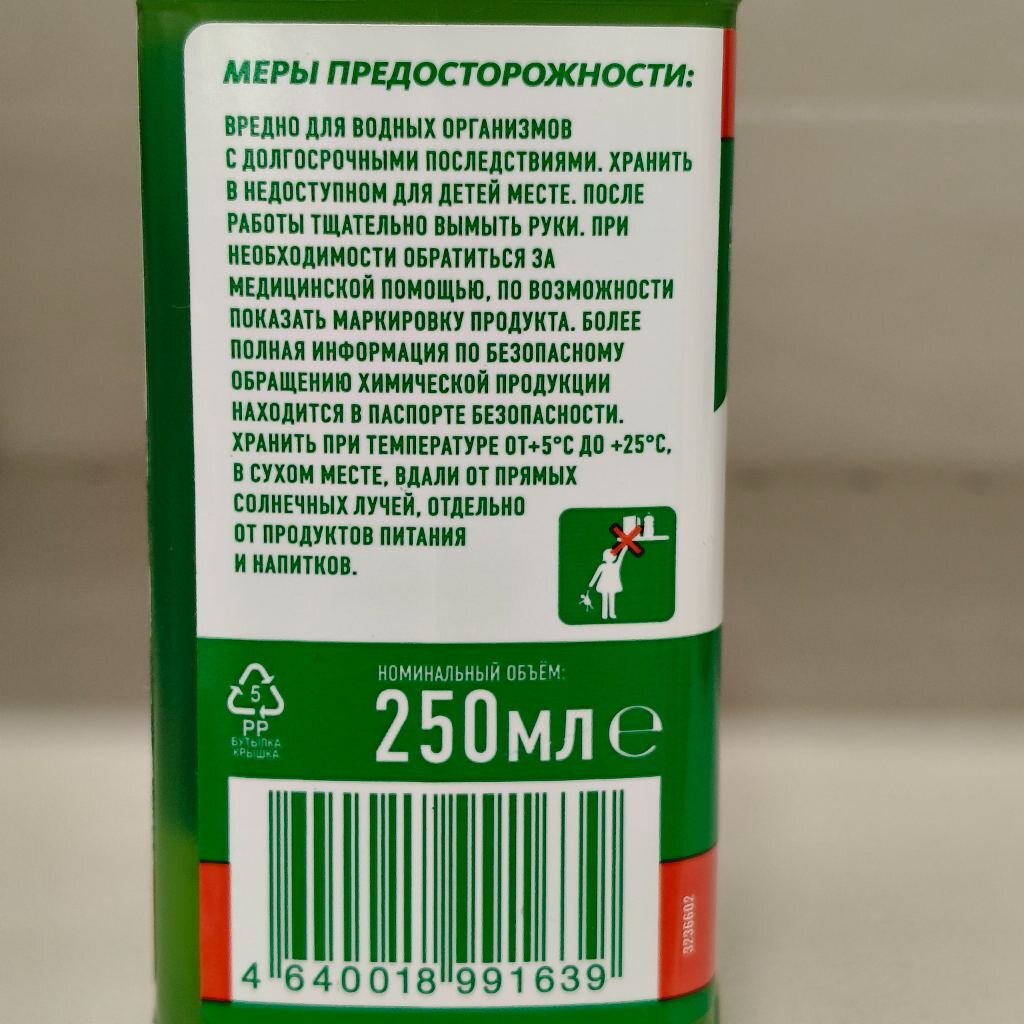 МЕРЫ ПРЕДОСТОРОЖНОСТИ:
ВРЕДНО ДЛЯ ВОДНЫХ ОРГАНИЗМОВ
С ДОЛГОСРОЧНЫМИ ПОСЛЕДСТВИЯМИ. ХРАНИТЬ
В НЕДОСТУПНОМ ДЛЯ ДЕТЕЙ МЕСТЕ. ПОСЛЕ
РАБОТЫ ТЩАТЕЛЬНО ВЫМЫТЬ РУКИ. ПРИ
НЕОБХОДИМОСТИ ОБРАТИТЬСЯ ЗА
МЕДИЦИНСКОЙ ПОМОЩЬЮ, ПО ВОЗМОЖНОСТИ
ПОКАЗАТЬ МАРКИРОВКУ ПРОДУКТА. БОЛЕЕ
ПОЛНАЯ ИНФОРМАЦИЯ ПО БЕЗОПАСНОМУ
ОБРАЩЕНИЮ ХИМИЧЕСКОЙ ПРОДУКЦИИ
НАХОДИТСЯ В ПАСПОРТЕ БЕЗОПАСНОСТИ.
ХРАНИТЬ ПРИ ТЕМПЕРАТУРЕ ОТ+5°С ДО +25°С,
В СУХОМ МЕСТЕ, ВДАЛИ ОТ ПРЯМЫХ
СОЛНЕЧНЫХ ЛУЧЕЙ, ОТДЕЛЬНО
ОТ ПРОДУКТОВ ПИТАНИЯ
И НАПИТКОВ.
5
PP
БУТЫЛКА
КРЫШКА
НОМИНАЛЬНЫЙ ОБЪЁМ:
250МЛ ℮
4 640018 991639
3236602